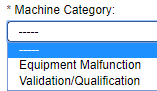 * Machine Category:
-----
-----
Equipment Malfunction
Validation/Qualification